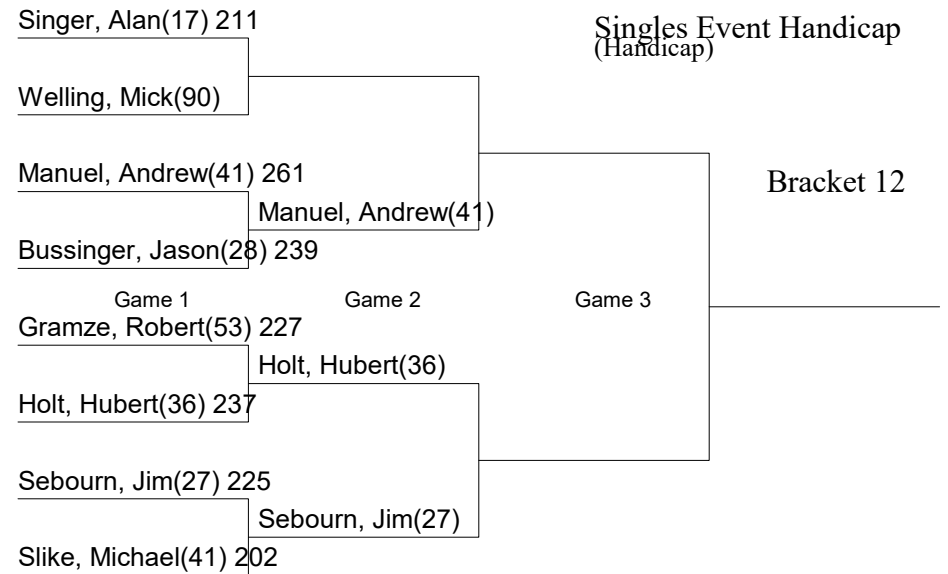 Singer, Alan(17) 211
Singles Event Handicap
(Handicap)
Welling, Mick(90)
Manuel, Andrew(41) 261
Bracket 12
Manuel, Andrew(41)
Bussinger, Jason(28) 239
Game 1 Game 2 Game 3
Gramze, Robert(53) 227
Holt, Hubert(36)
Holt, Hubert(36) 237
Sebourn, Jim(27) 225
Sebourn, Jim(27)
Slike, Michael(41) 202